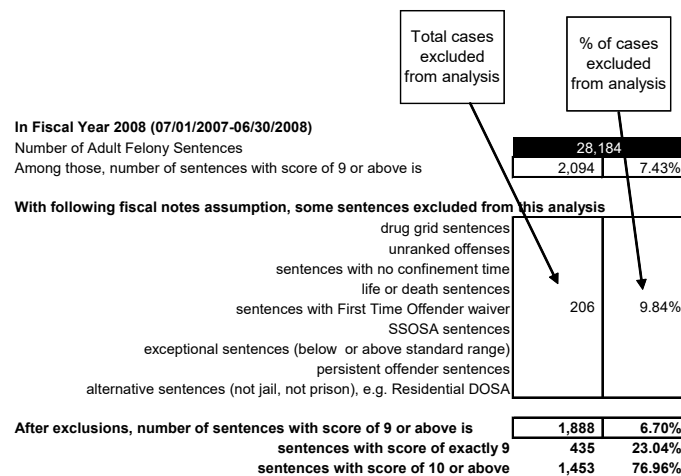 Total cases
excluded
from analysis
% of cases
excluded
from analysis
In Fiscal Year 2008 (07/01/2007-06/30/2008)
Number of Adult Felony Sentences 28,184
Among those, number of sentences with score of 9 or above is 2,094 7.43%
With following fiscal notes assumption, some sentences excluded from this analysis
drug grid sentences
unranked offenses
sentences with no confinement time
life or death sentences
sentences with First Time Offender waiver 206 9.84%
SSOSA sentences
exceptional sentences (below or above standard range)
persistent offender sentences
alternative sentences (not jail, not prison), e.g. Residential DOSA
After exclusions, number of sentences with score of 9 or above is 1,888 6.70%
sentences with score of exactly 9 435 23.04%
sentences with score of 10 or above 1,453 76.96%